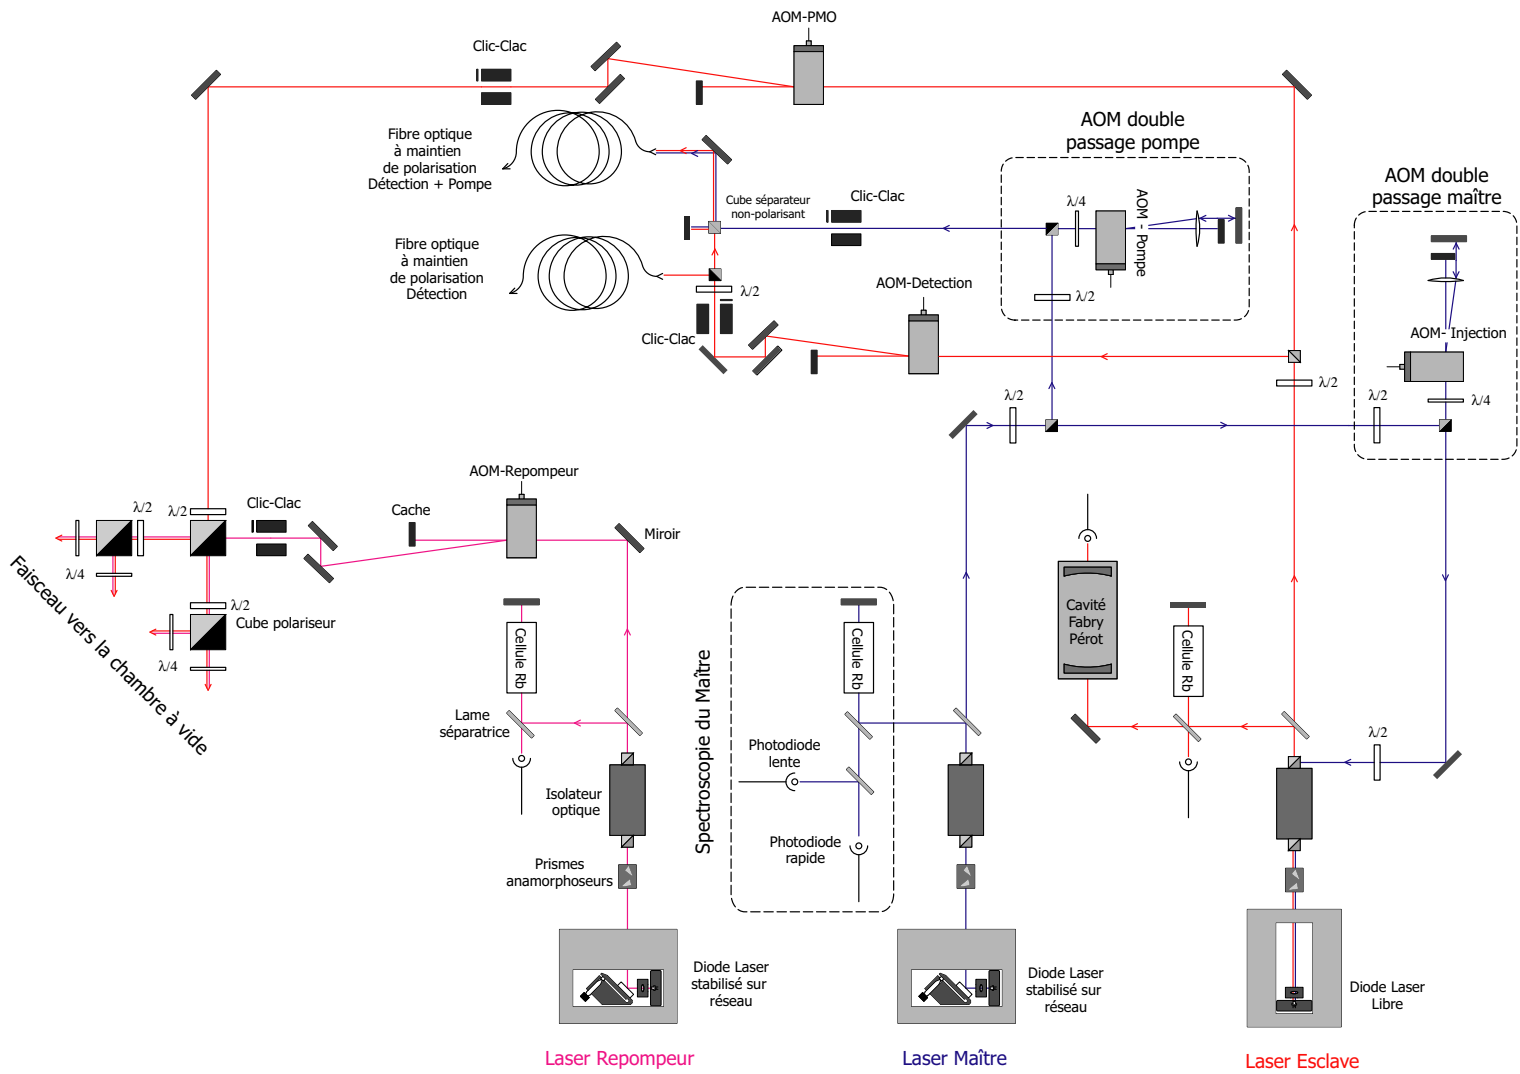 AOM-PMO
Clic-Clac
AOM double
passage pompe
Fibre optique
à maintien
de polarisation
Détection + Pompe
AOM double
passage maître
Cube séparateur
non-polarisant
Clic-Clac
λ/4
AOM - Pompe
Fibre optique
à maintien
de polarisation
Détection
λ/2
AOM-Detection
λ/2
Clic-Clac
AOM- Injection
λ/2
λ/2
λ/2
λ/4
AOM-Repompeur
Clic-Clac
Cache
Miroir
λ/2
λ/2
λ/4
λ/2
Cube polariseur
λ/4
Faisceau vers la chambre à vide
Cellule Rb
Lame
séparatrice
Spectroscopie du Maître
Cellule Rb
Cavité
Fabry
Pérot
Cellule Rb
Photodiode
lente
λ/2
Isolateur
optique
Photodiode
rapide
Prismes
anamorphoseurs
Diode Laser
stabilisé sur
réseau
Diode Laser
stabilisé sur
réseau
Diode Laser
Libre
Laser Repompeur
Laser Maître
Laser Esclave